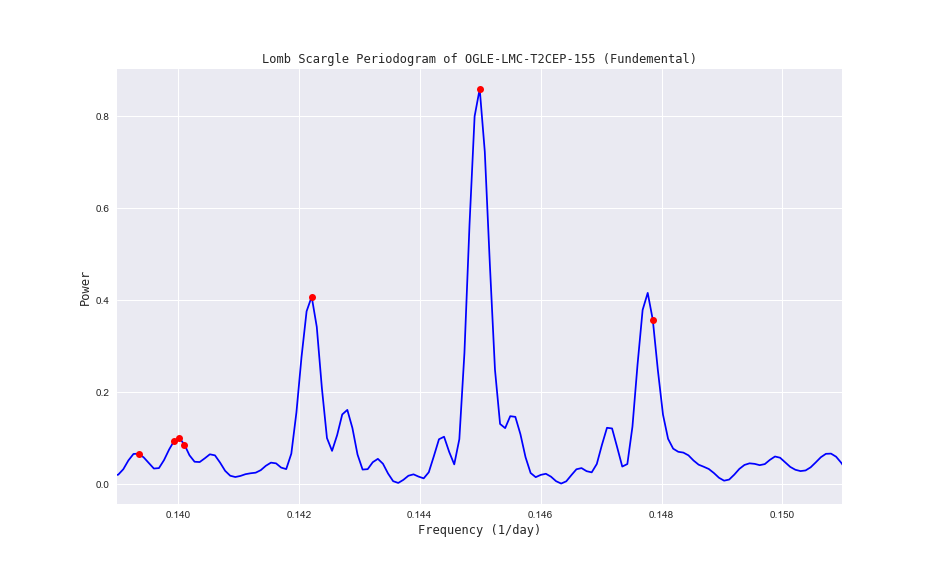 Lomb Scargle Periodogram of OGLE-LMC-T2CEP-155 (Fundemental)
0.8
0.6
0.4
0.2
0.0
Power
0.140 0.142 0.144 0.146 0.148 0.150
Frequency (1/day)